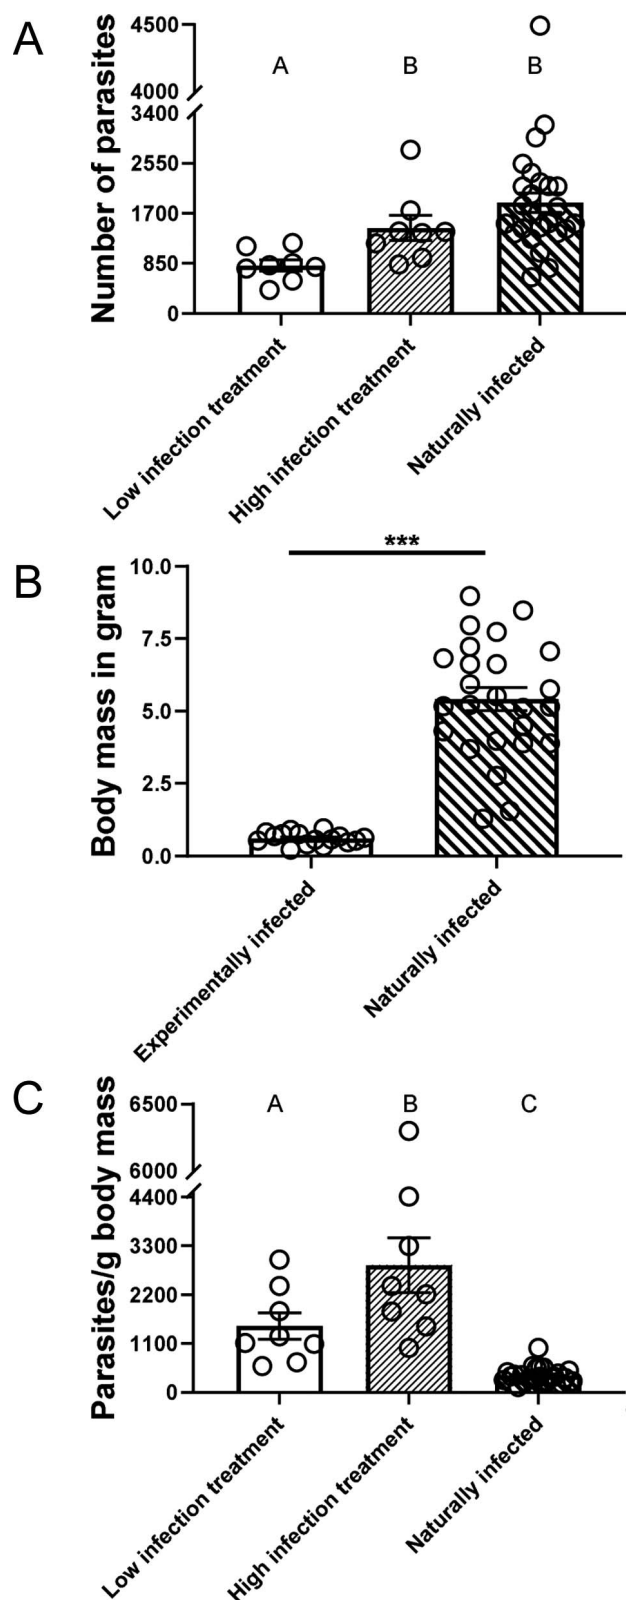 A
Number of parasites
4500
4000
3400
2550
1700
850
0
A
B
B
Low infection treatment
High infection treatment
Naturally infected
B
Body mass in gram
10.0
7.5
5.0
2.5
0.0
***
Experimentally infected
Naturally infected
C
Parasites/g body mass
6500
6000
4400
3300
2200
1100
0
A
B
C
Low infection treatment
High infection treatment
Naturally infected